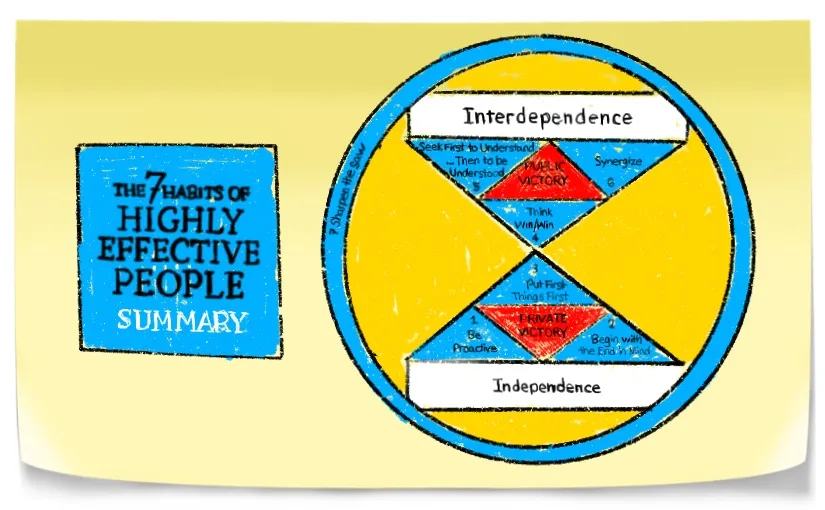 THE 7 HABITS OF
HIGHLY
EFFECTIVE
PEOPLE
SUMMARY
7 Sharpen the Saw
Interdependence
Seek First to Understand
...Then to be
Understood
5
PUBLIC
VICTORY
Synergize
6
Think
Win/Win
4
3
Put First
Things First
PRIVATE
VICTORY
1
Be
Proactive
2
Begin with
the End in Mind
Independence